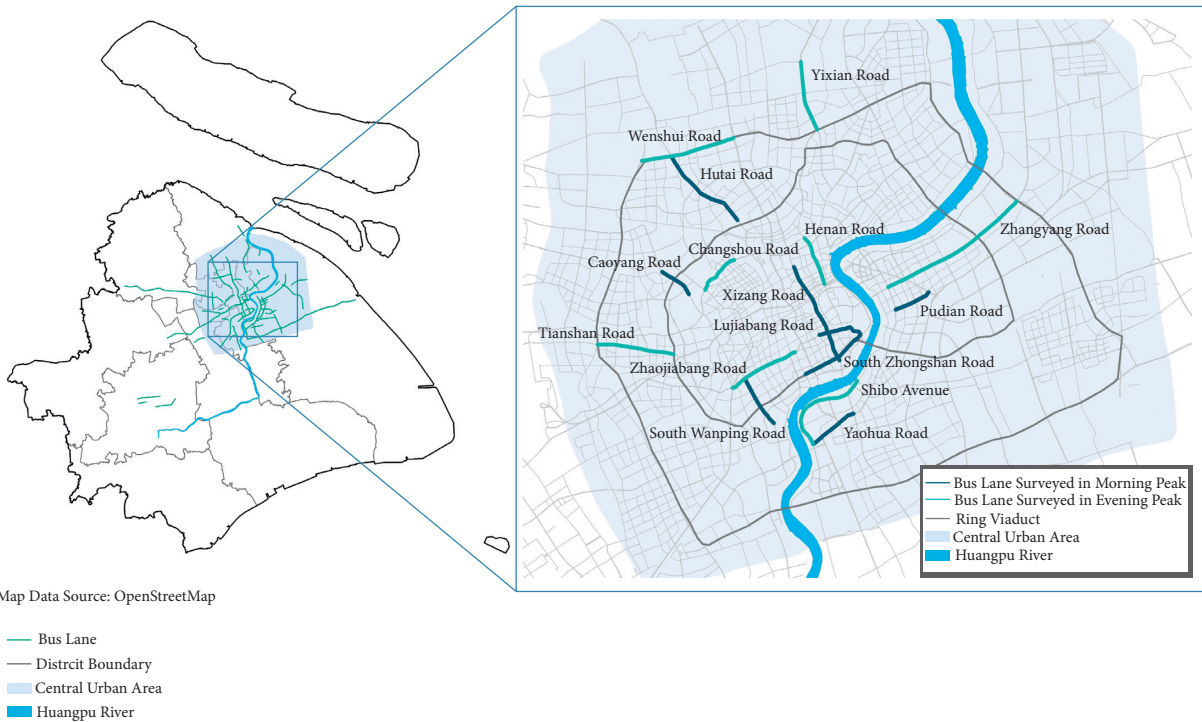 Yixian Road
Wenshui Road
Hutai Road
Henan Road
Zhangyang Road
Changshou Road
Caoyang Road
Xizang Road
Pudian Road
Lujiabang Road
Tianshan Road
Zhaojiabang Road
South Zhongshan Road
Shibo Avenue
South Wanping Road
Yaohua Road
Bus Lane Surveyed in Morning Peak
Bus Lane Surveyed in Evening Peak
Ring Viaduct
Central Urban Area
Huangpu River
Map Data Source: OpenStreetMap
Bus Lane
Distrcit Boundary
Central Urban Area
Huangpu River